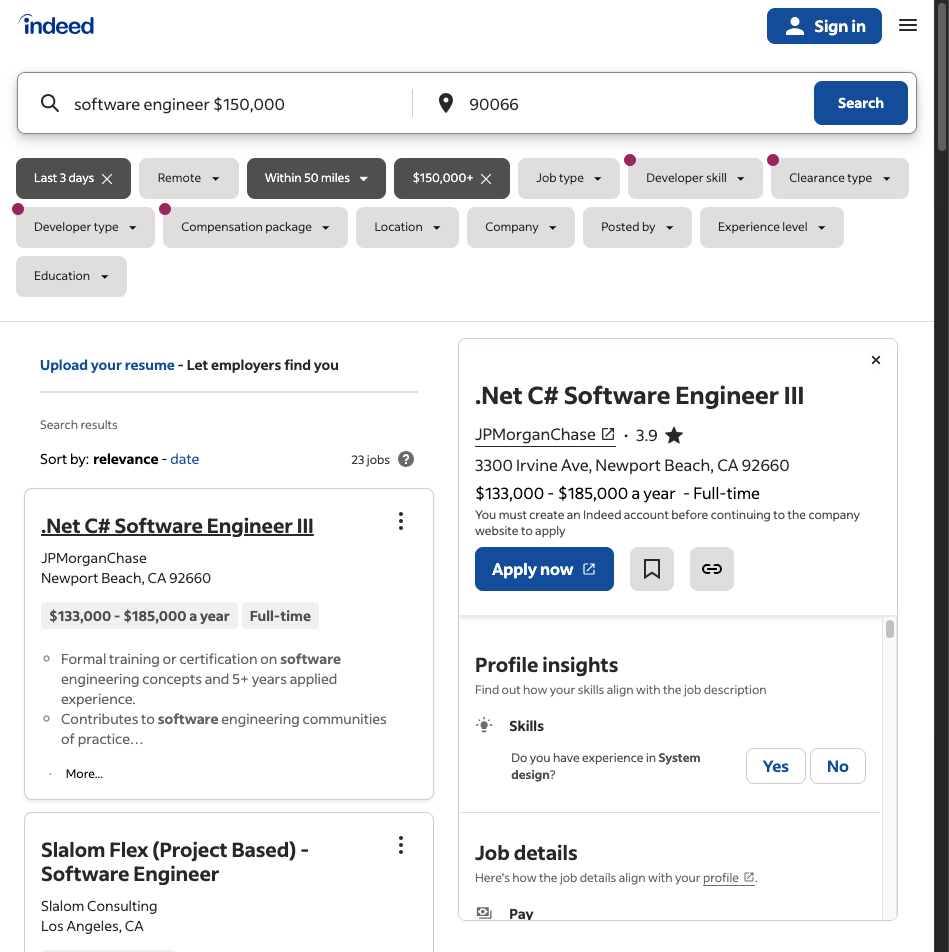 indeed
Sign in
software engineer $150,000
90066
Search
Last 3 days
Remote
Within 50 miles
$150,000+
Job type
Developer skill
Clearance type
Developer type
Compensation package
Location
Company
Posted by
Experience level
Education
Upload your resume - Let employers find you
Search results
Sort by: relevance - date
23 jobs
?
.Net C# Software Engineer III
JPMorganChase
Newport Beach, CA 92660
$133,000 - $185,000 a year
Full-time
Formal training or certification on software
engineering concepts and 5+ years applied
experience.
Contributes to software engineering communities
of practice…
More...
Slalom Flex (Project Based) -
Software Engineer
Slalom Consulting
Los Angeles, CA
.Net C# Software Engineer III
JPMorganChase · 3.9
3300 Irvine Ave, Newport Beach, CA 92660
$133,000 - $185,000 a year - Full-time
You must create an Indeed account before continuing to the company
website to apply
Apply now
Profile insights
Find out how your skills align with the job description
Skills
Do you have experience in System
design?
Yes
No
Job details
Here's how the job details align with your profile.
Pay